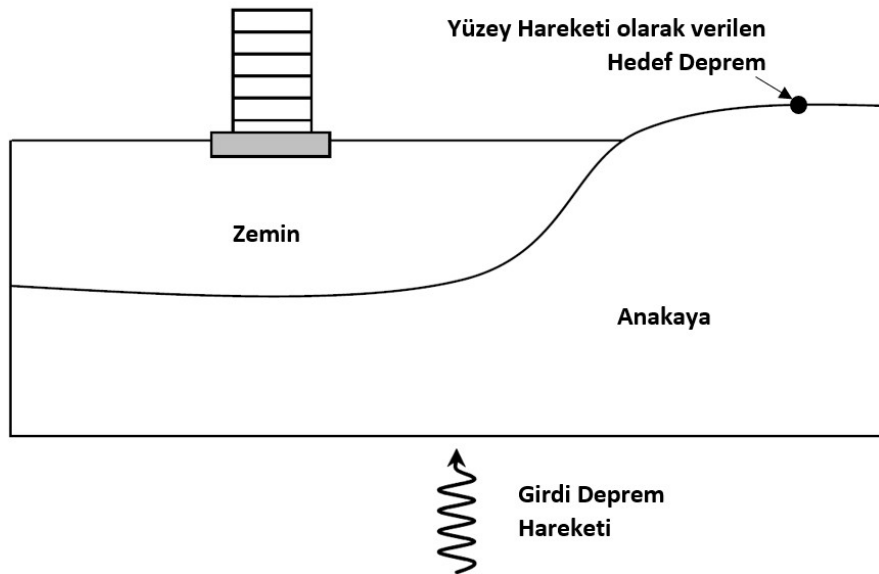 Yüzey Hareketi olarak verilen
Hedef Deprem
Zemin
Anakaya
Girdi Deprem
Hareketi